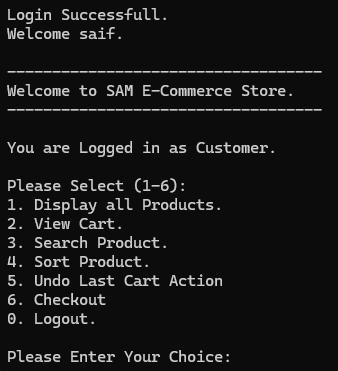 Login Successfull.
Welcome saif.
-----------------------------------
Welcome to SAM E-Commerce Store.
-----------------------------------
You are Logged in as Customer.
Please Select (1-6):
1. Display all Products.
2. View Cart.
3. Search Product.
4. Sort Product.
5. Undo Last Cart Action
6. Checkout
0. Logout.
Please Enter Your Choice: